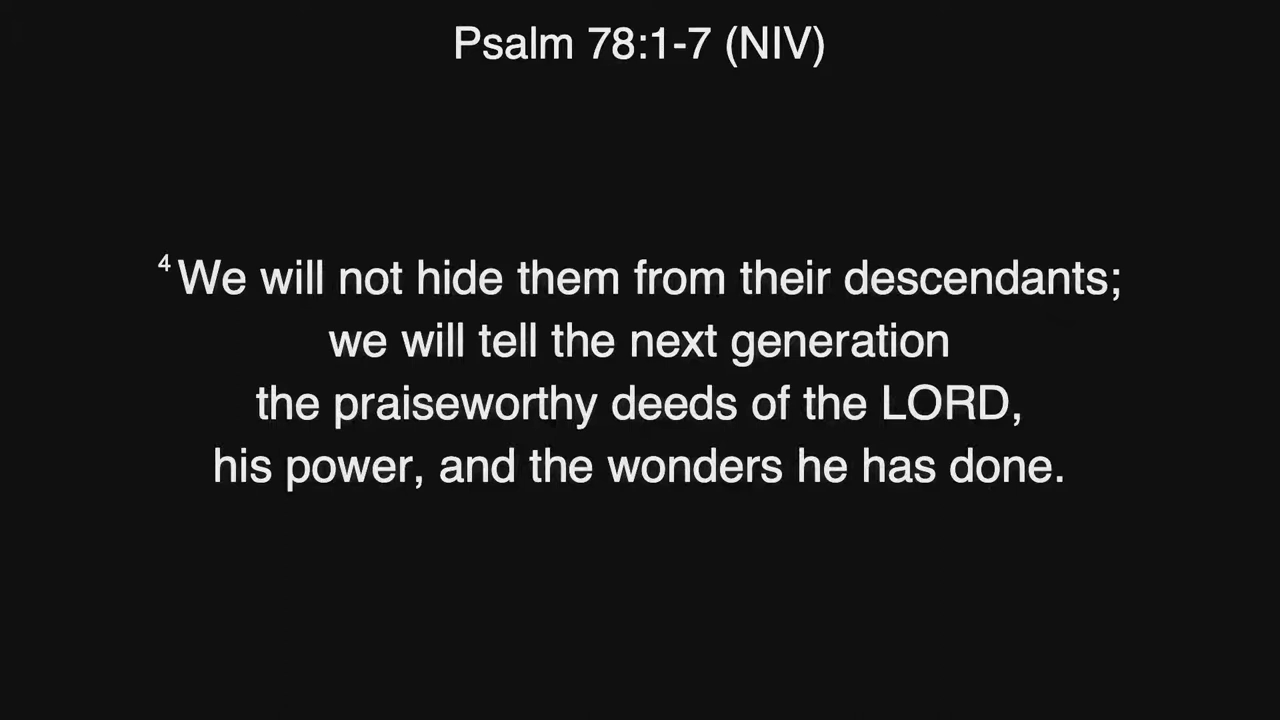 Psalm 78:1-7 (NIV)
4 We will not hide them from their descendants;
we will tell the next generation
the praiseworthy deeds of the LORD,
his power, and the wonders he has done.